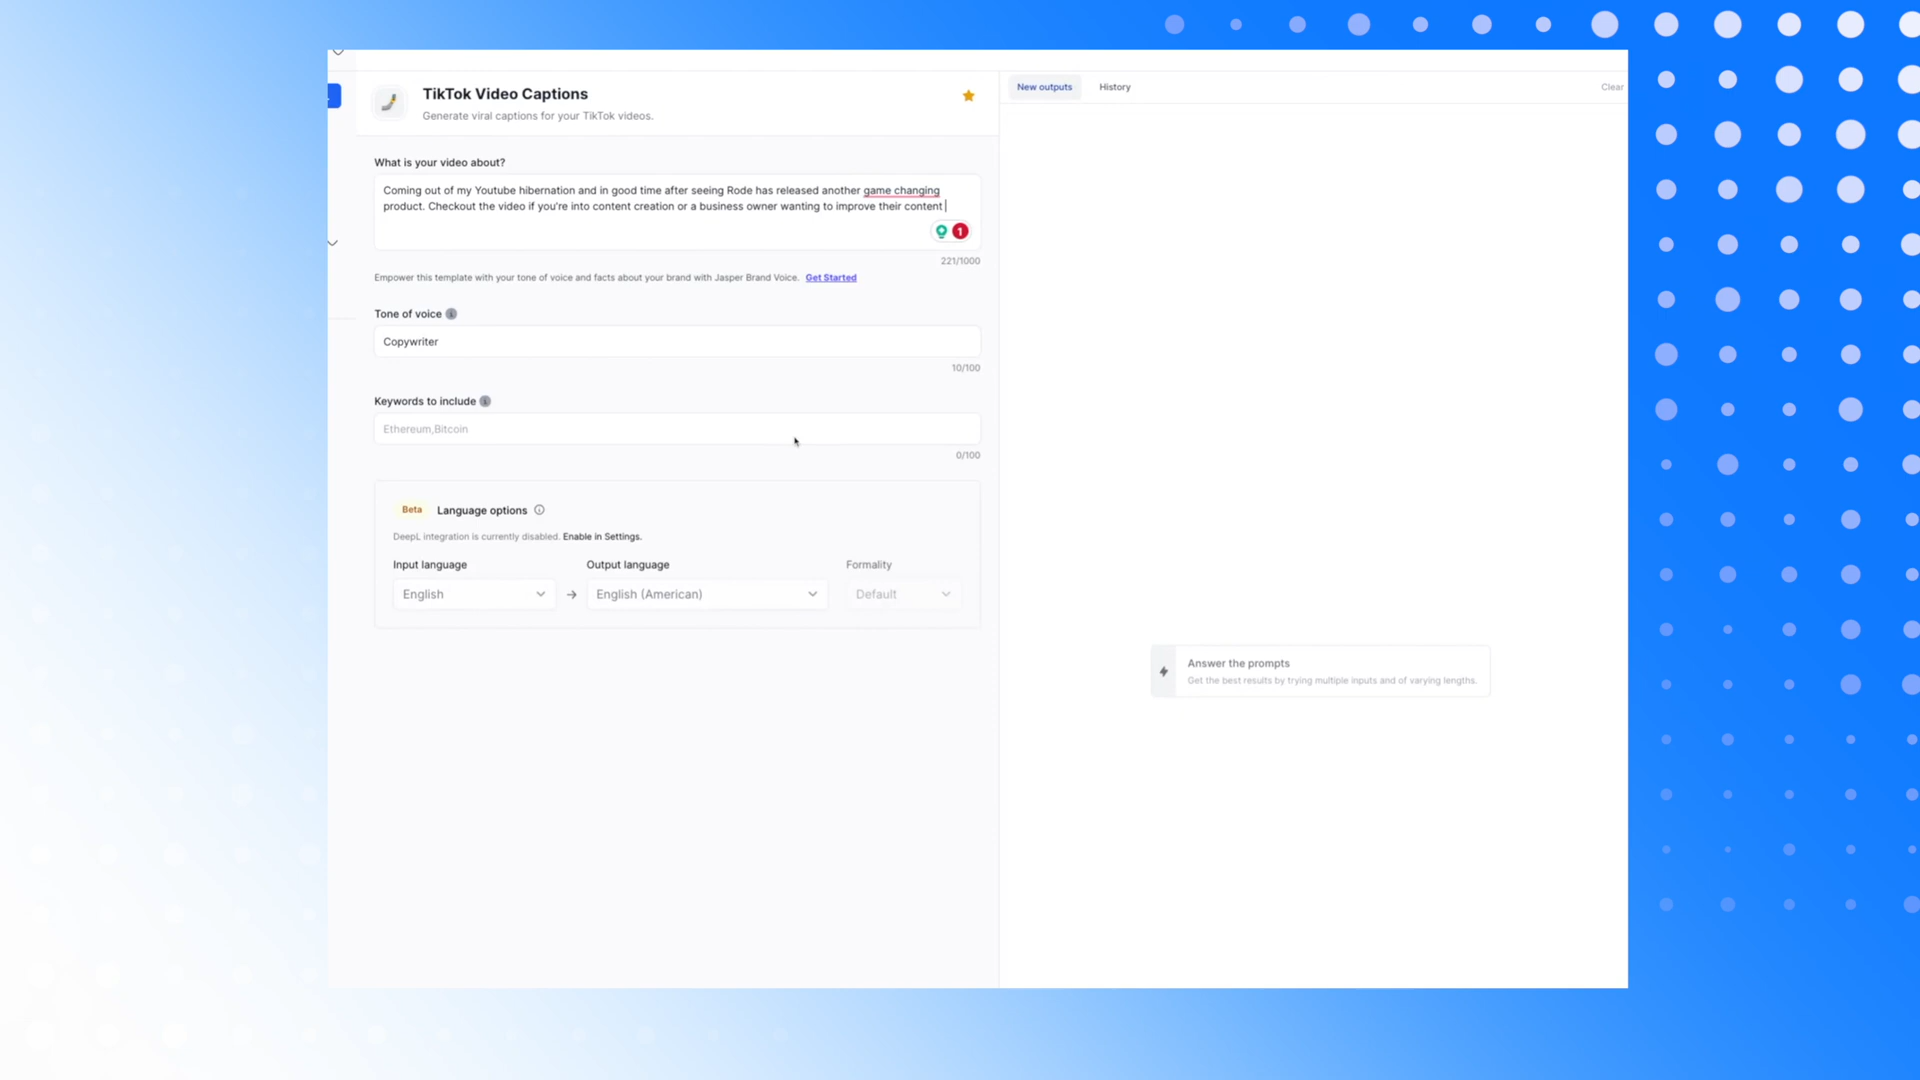 TikTok Video Captions
Generate viral captions for your TikTok videos.
What is your video about?
Coming out of my Youtube hibernation and in good time after seeing Rode has released another game changing
product. Checkout the video if you're into content creation or a business owner wanting to improve their content
1
221/1000
Empower this template with your tone of voice and facts about your brand with Jasper Brand Voice. Get Started
Tone of voice
Copywriter
10/100
Keywords to include
Ethereum,Bitcoin
0/100
Beta Language options
DeepL integration is currently disabled. Enable in Settings.
Input language Output language Formality
English → English (American) Default
New outputs History Clear
Answer the prompts
Get the best results by trying multiple inputs and of varying lengths.